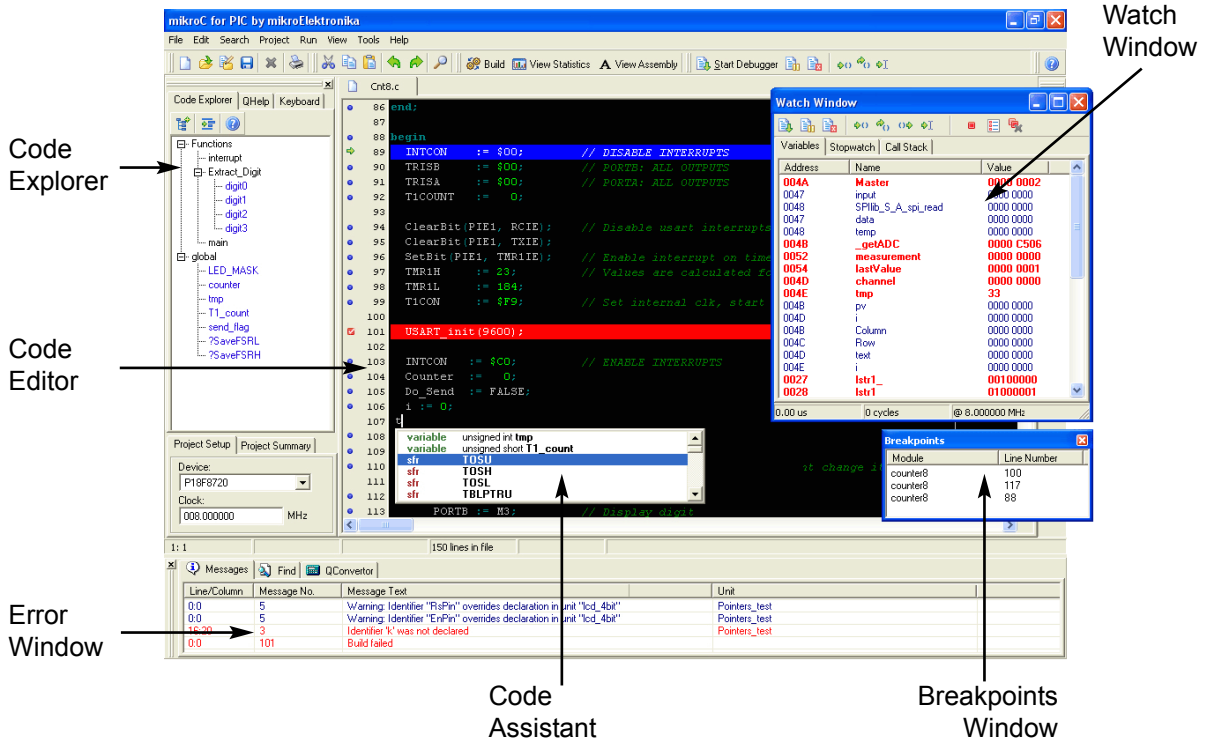 Watch
Window
mikroC for PIC by mikroElektronika
File Edit Search Project Run View Tools Help
Build View Statistics A View Assembly Start Debugger
Code Explorer QHelp Keyboard
Functions
interrupt
Extract_Digit
digit0
digit1
digit2
digit3
main
global
LED_MASK
counter
tmp
T1_count
send_flag
?SaveFSRL
?SaveFSRH
Code
Explorer
Code
Editor
Project Setup Project Summary
Device:
P18F8720
Clock:
008.000000 MHz
Cnt8.c
86 end;
87
88 begin
89 INTCON := $00; // DISABLE INTERRUPTS
90 TRISB := $00; // PORTB: ALL OUTPUTS
91 TRISA := $00; // PORTA: ALL OUTPUTS
92 T1COUNT := 0;
93
94 ClearBit(PIE1, RCIE); // Disable usart interrupts
95 ClearBit(PIE1, TXIE);
96 SetBit(PIE1, TMR1IE); // Enable interrupt on time
97 TMR1H := 23; // Values are calculated fo
98 TMR1L := 184;
99 T1CON := $F9; // Set internal clk, start
100
101 USART_init(9600);
102
103 INTCON := $C0; // ENABLE INTERRUPTS
104 Counter := 0;
105 Do_Send := FALSE;
106 i := 0;
107 t
108
109
110 t change i
111
112
113 PORTB := M3; // Display digit
variable unsigned int tmp
variable unsigned short T1_count
sfr TOSU
sfr TOSH
sfr TOSL
sfr TBLPTRU
Watch Window
Variables Stopwatch Call Stack
Address Name Value
004A Master 0000 0002
0047 input 0000 0000
0048 SPIlib_S_A_spi_read 0000 0000
0047 data 0000 0000
0048 temp 0000 0000
004B _getADC 0000 C506
0052 measurement 0000 0000
0054 lastValue 0000 0001
004D channel 0000 0000
004E tmp 33
004B pv 0000 0000
004D i 0000 0000
004B Column 0000 0000
004C Row 0000 0000
004D text 0000 0000
004E i 0000 0000
0027 lstr1_ 00100000
0028 lstr1 01000001
0.00 us 0 cycles @ 8.000000 MHz
Breakpoints
Module Line Number
counter8 100
counter8 117
counter8 88
1: 1 150 lines in file
Messages Find QConvertor
Line/Column Message No. Message Text Unit
0:0 5 Warning: Identifier "RsPin" overrides declaration in unit "lcd_4bit" Pointers_test
0:0 5 Warning: Identifier "EnPin" overrides declaration in unit "lcd_4bit" Pointers_test
16:20 3 Identifier 'k' was not declared Pointers_test
0:0 101 Build failed
Error
Window
Code
Assistant
Breakpoints
Window